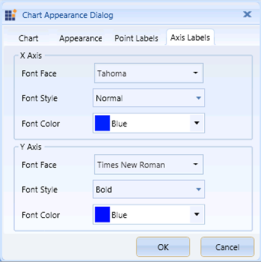 Chart Appearance Dialog
Chart Appearance Point Labels Axis Labels
X Axis
Font Face Tahoma
Font Style Normal
Font Color Blue
Y Axis
Font Face Times New Roman
Font Style Bold
Font Color Blue
OK Cancel